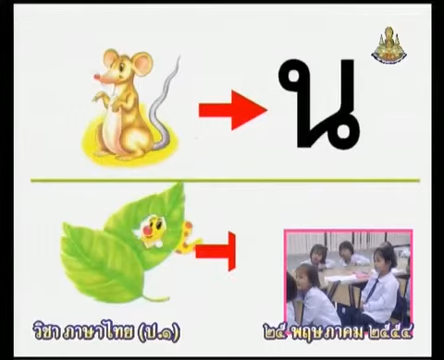 น
วิชา ภาษาไทย (ป.๑)
๒๕ พฤษภาคม ๒๕๕๔